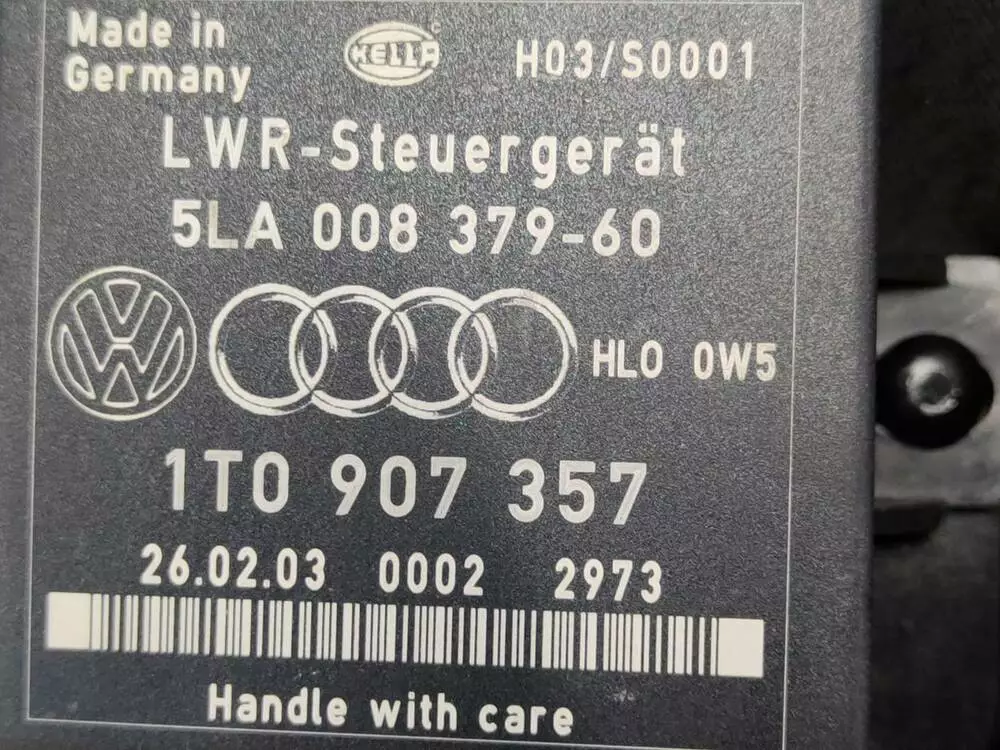 Made in
Germany
HELLA
H03/S0001
LWR-Steuergerät
5LA 008 379-60
HLO 0W5
1T0 907 357
26.02.03 0002 2973
Handle with care